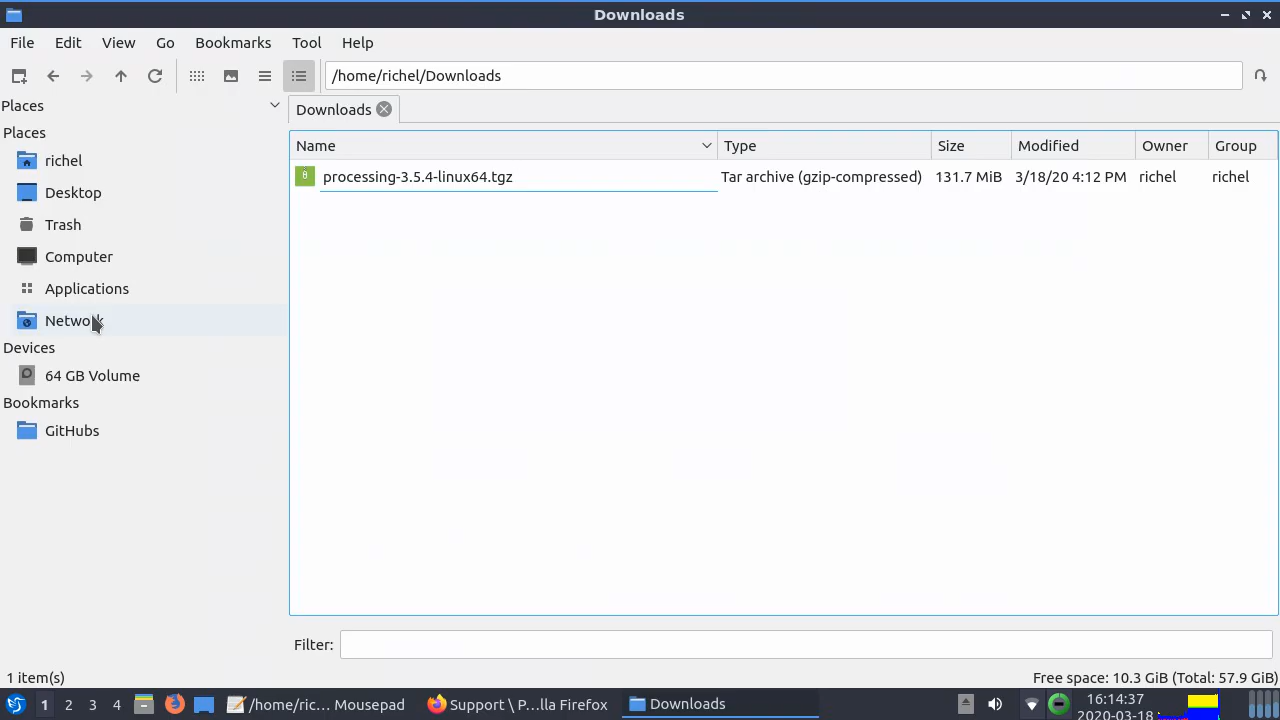 Downloads
File Edit View Go Bookmarks Tool Help
/home/richel/Downloads
Places
Places
richel
Desktop
Trash
Computer
Applications
Network
Devices
64 GB Volume
Bookmarks
GitHubs
Downloads
Name Type Size Modified Owner Group
processing-3.5.4-linux64.tgz Tar archive (gzip-compressed) 131.7 MiB 3/18/20 4:12 PM richel richel
Filter:
1 item(s) Free space: 10.3 GiB (Total: 57.9 GiB)
1 2 3 4 /home/ric... Mousepad Support \ P...lla Firefox Downloads 16:14:37
2020-03-18